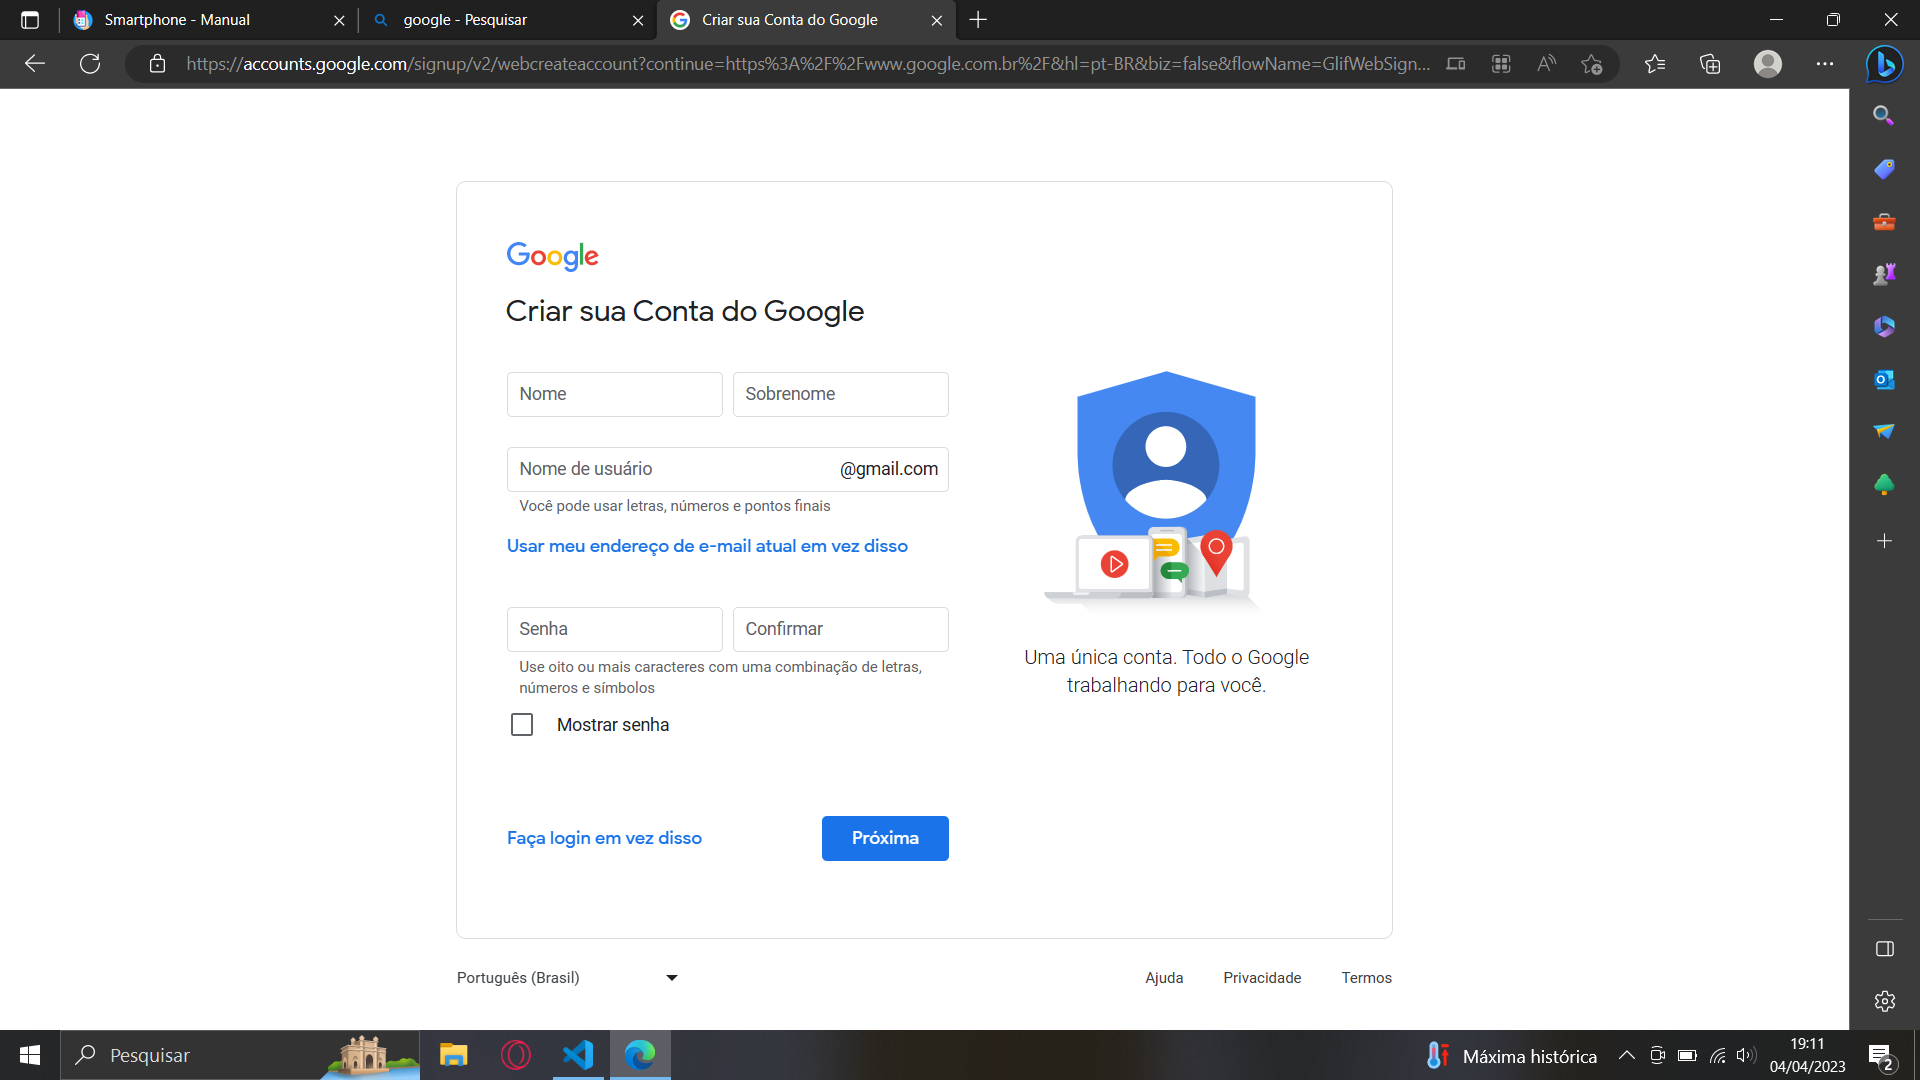 Smartphone - Manual
google - Pesquisar
Criar sua Conta do Google
https://accounts.google.com/signup/v2/webcreateaccount?continue=https%3A%2F%2Fwww.google.com.br%2F&hl=pt-BR&biz=false&flowName=GlifWebSign...
Google
Criar sua Conta do Google
Nome
Sobrenome
Nome de usuário
@gmail.com
Você pode usar letras, números e pontos finais
Usar meu endereço de e-mail atual em vez disso
Senha
Confirmar
Use oito ou mais caracteres com uma combinação de letras,
números e símbolos
Mostrar senha
Faça login em vez disso
Próxima
Uma única conta. Todo o Google
trabalhando para você.
Português (Brasil)
Ajuda
Privacidade
Termos
Pesquisar
Máxima histórica
19:11
04/04/2023
2